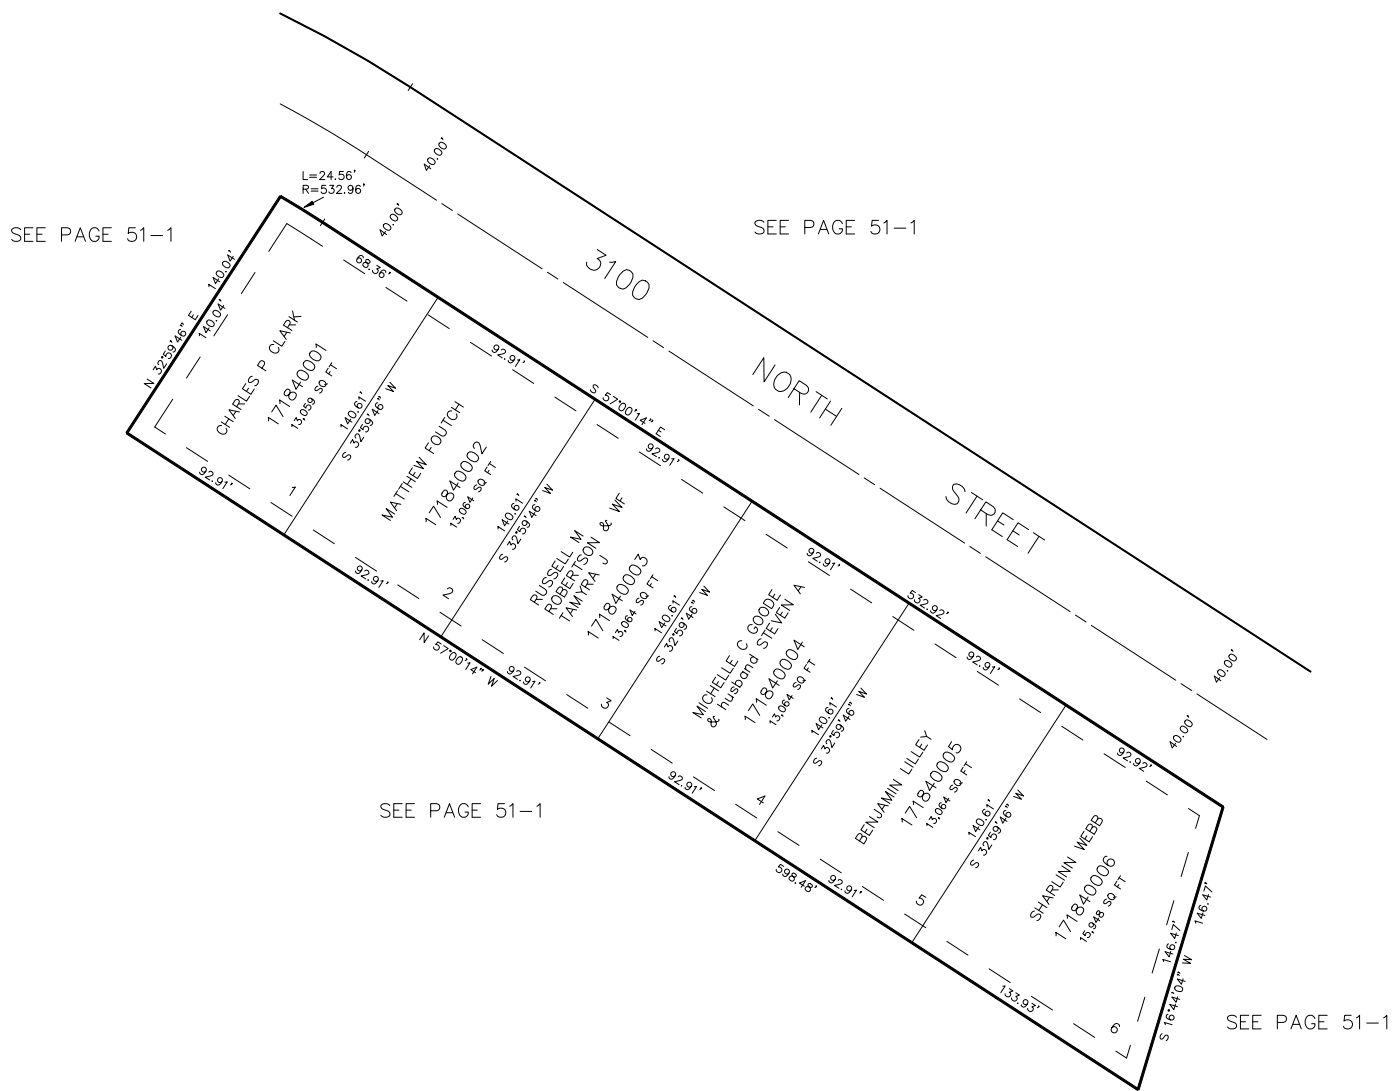 L=24.56'
R=532.96'
40.00'
40.00'
SEE PAGE 51-1
SEE PAGE 51-1
3100
NORTH
STREET
N 32°59'46" E
140.04'
140.04'
68.36'
CHARLES P CLARK
171840001
13,059 SQ FT
1
92.91'
140.61'
S 32°59'46" W
92.91'
MATTHEW FOUTCH
171840002
13,064 SQ FT
2
92.91'
140.61'
S 32°59'46" W
S 57°00'14" E
92.91'
RUSSELL M
ROBERTSON & WF
TAMYRA J
171840003
13,064 SQ FT
3
N 57°00'14" W
92.91'
140.61'
S 32°59'46" W
92.91'
MICHELLE C GOODE
& husband STEVEN A
171840004
13,064 SQ FT
4
92.91'
140.61'
S 32°59'46" W
532.92'
92.91'
BENJAMIN LILLEY
171840005
13,064 SQ FT
5
598.48'
92.91'
140.61'
S 32°59'46" W
40.00'
40.00'
92.92'
SHARLINN WEBB
171840006
15,948 SQ FT
6
133.93'
146.47'
146.47'
S 16°44'04" W
SEE PAGE 51-1
SEE PAGE 51-1